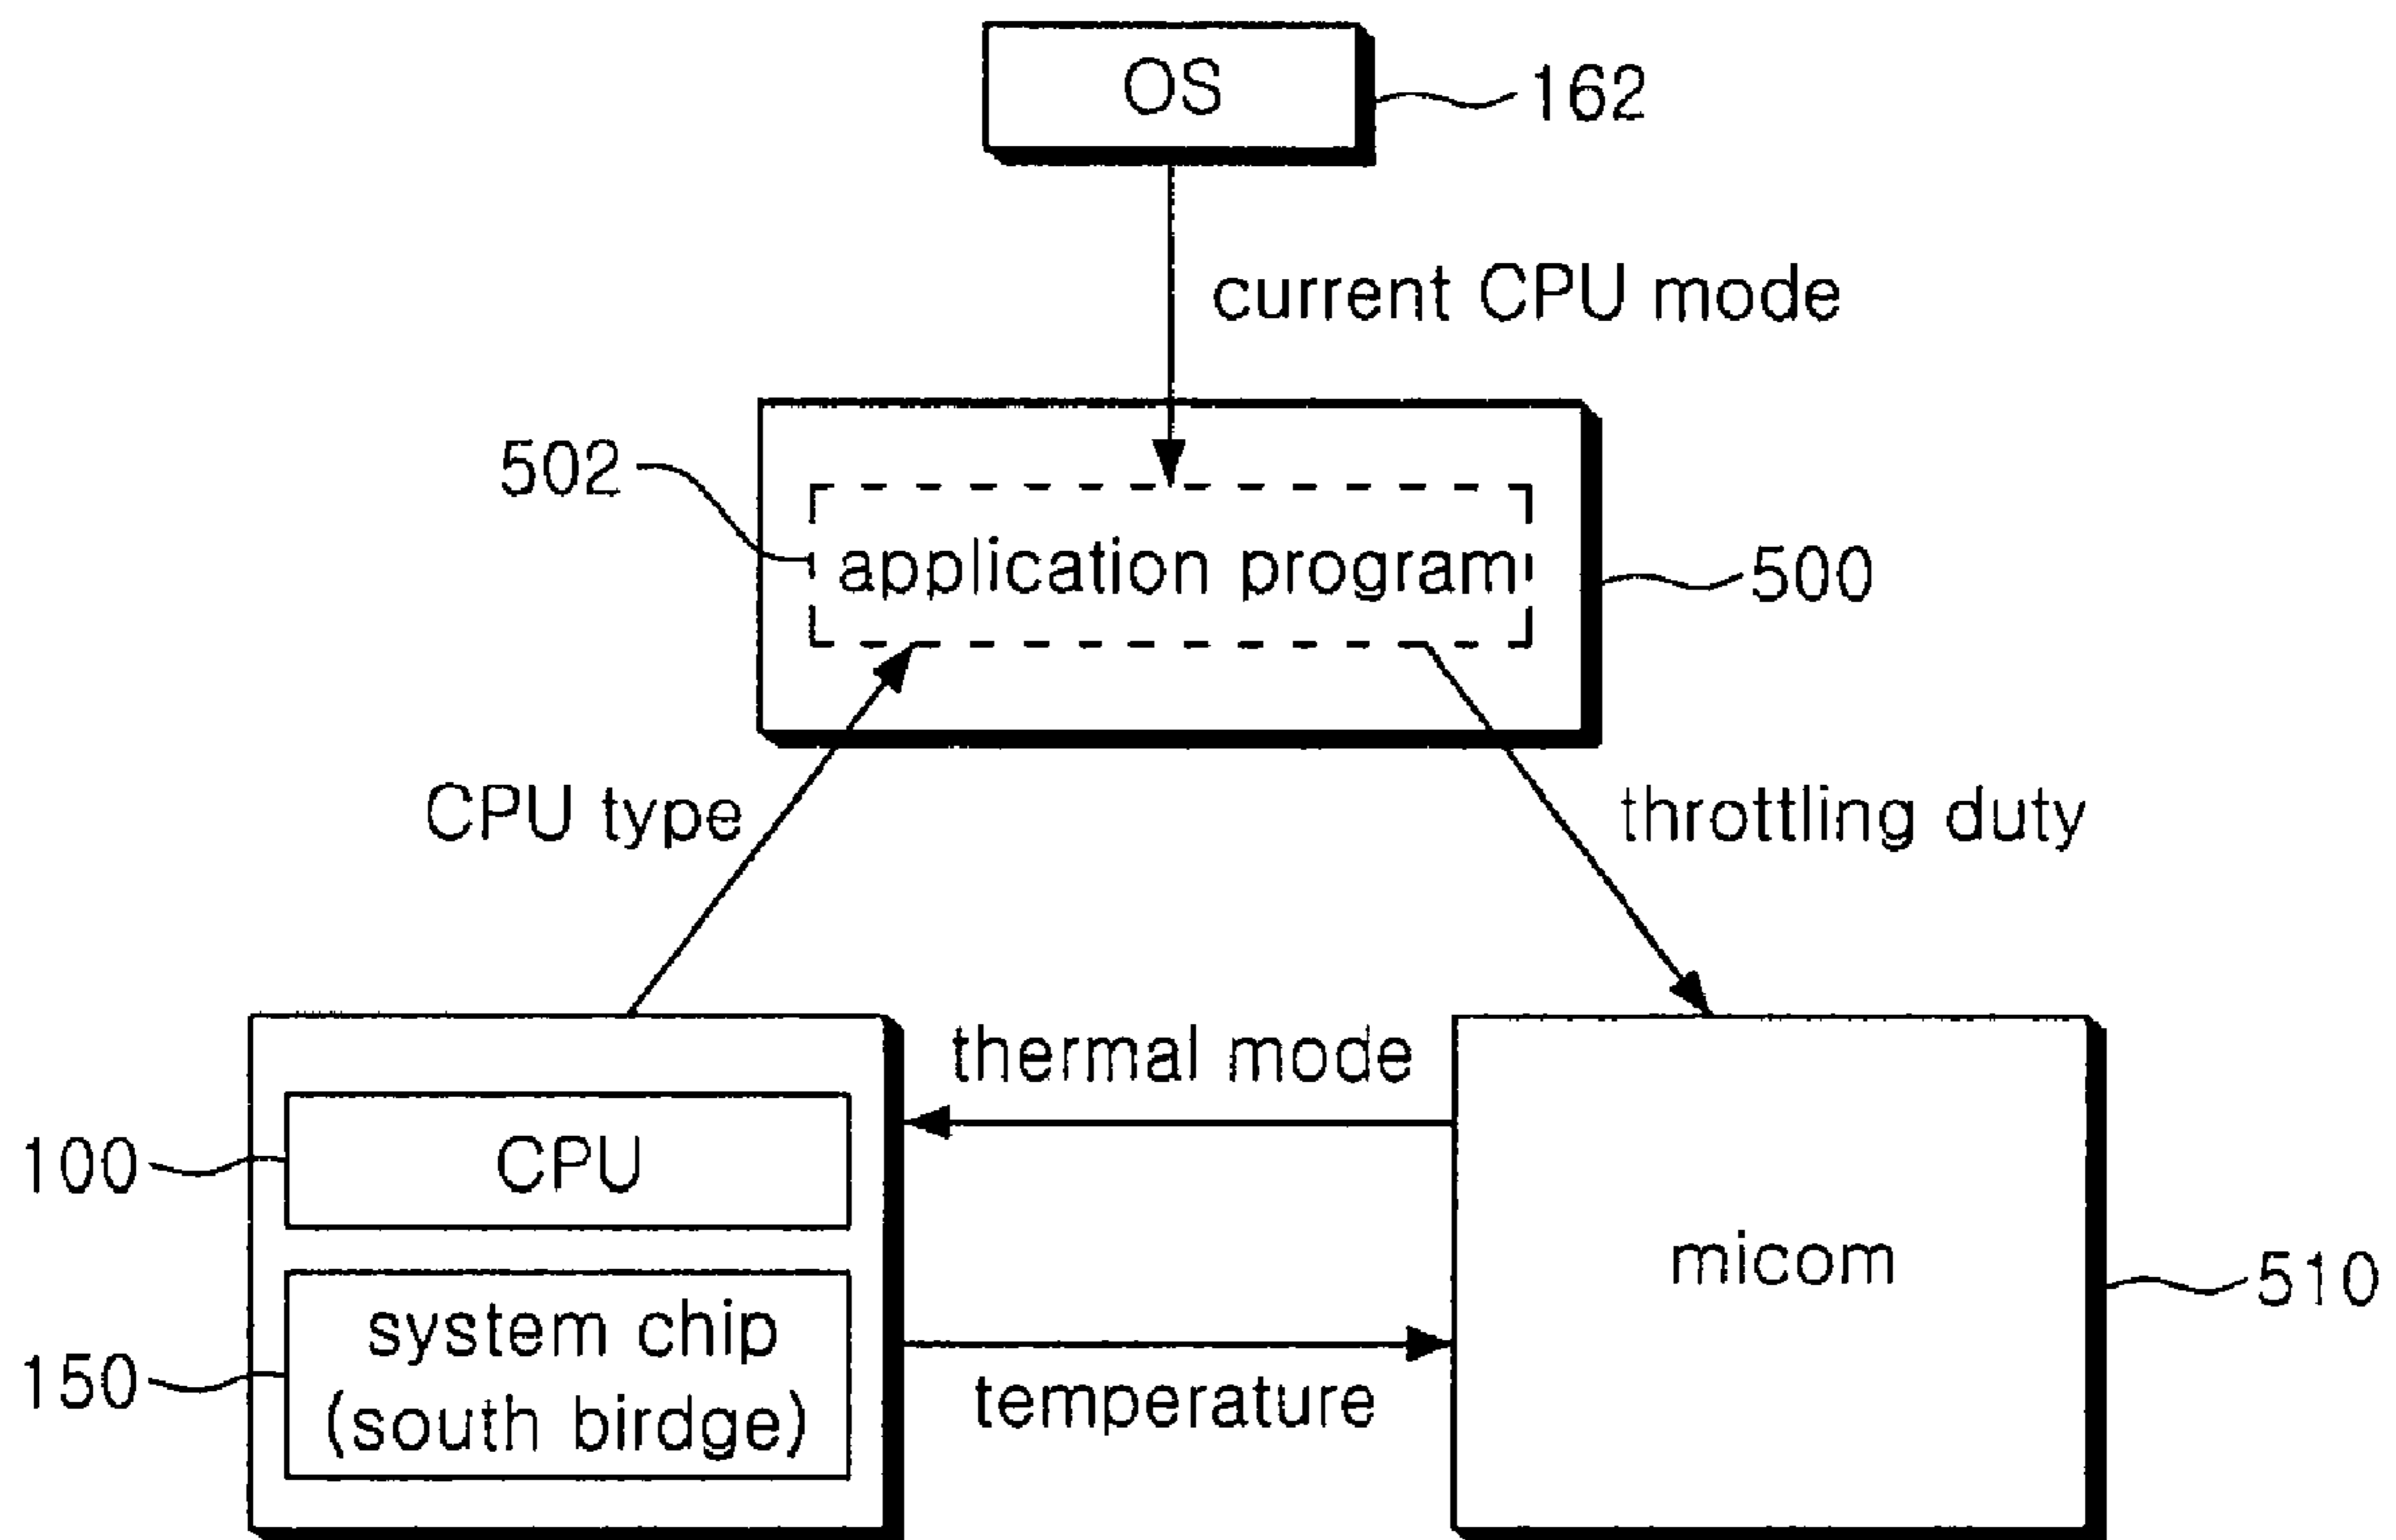 OS
162
current CPU mode
502
application program
500
CPU type
throttling duty
thermal mode
100
CPU
micom
510
system chip
150
(south birdge)
temperature